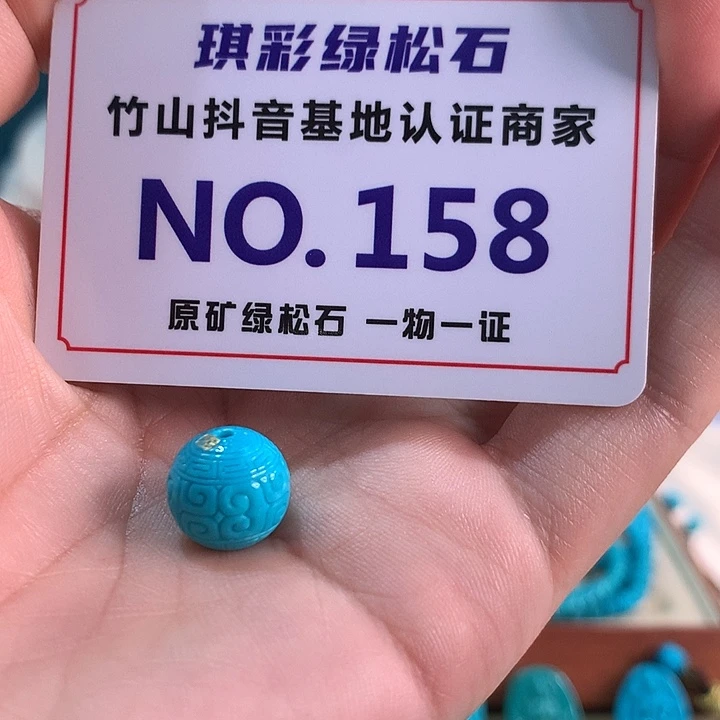 琪彩绿松石
竹山抖音基地认证商家
NO.158
原矿绿松石 一物一证